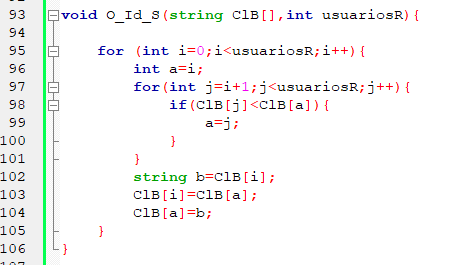 93 void O_Id_S(string ClB[],int usuariosR){
94
95     for (int i=0;i<usuariosR;i++){
96         int a=i;
97         for(int j=i+1;j<usuariosR;j++){
98             if(ClB[j]<ClB[a]){
99                 a=j;
100             }
101         }
102         string b=ClB[i];
103         ClB[i]=ClB[a];
104         ClB[a]=b;
105     }
106 }